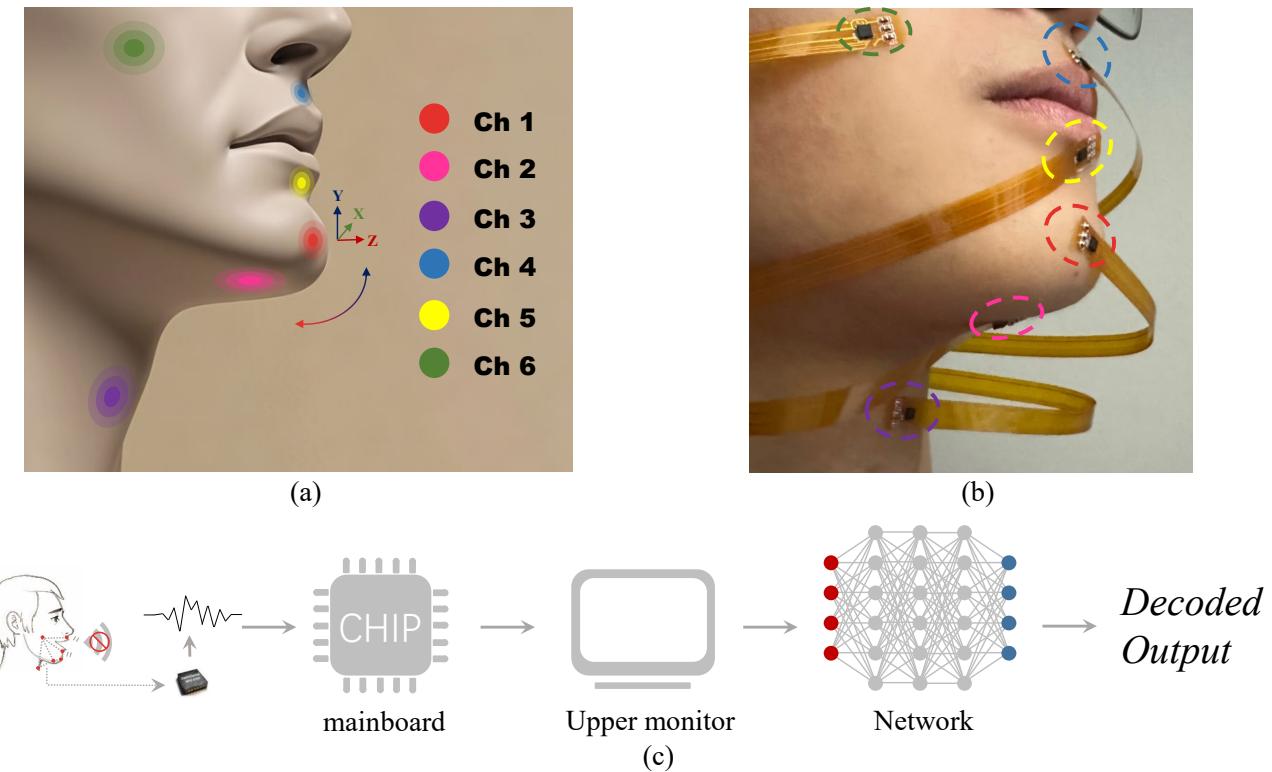 Ch 1
Ch 2
Ch 3
Ch 4
Ch 5
Ch 6
Y
X
Z
(a)
(b)
CHIP
Decoded
Output
mainboard
Upper monitor
Network
(c)